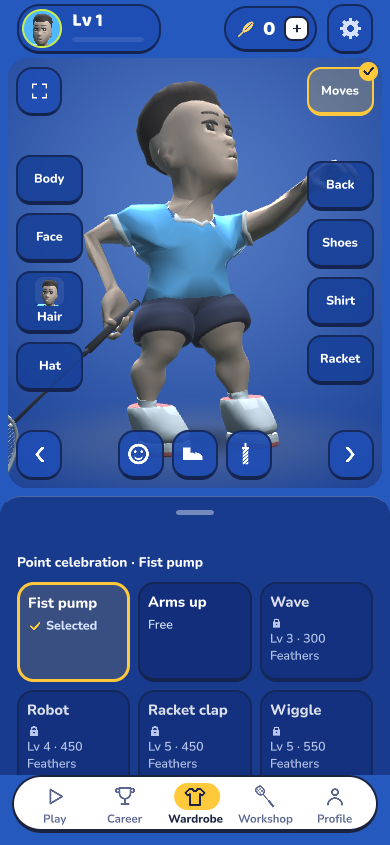 Lv 1
0
+
Moves
Body
Back
Face
Shoes
Hair
Shirt
Hat
Racket
Point celebration · Fist pump
Fist pump
Selected
Arms up
Free
Wave
Lv 3 · 300
Feathers
Robot
Lv 4 · 450
Feathers
Racket clap
Lv 5 · 450
Feathers
Wiggle
Lv 5 · 550
Feathers
Play
Career
Wardrobe
Workshop
Profile